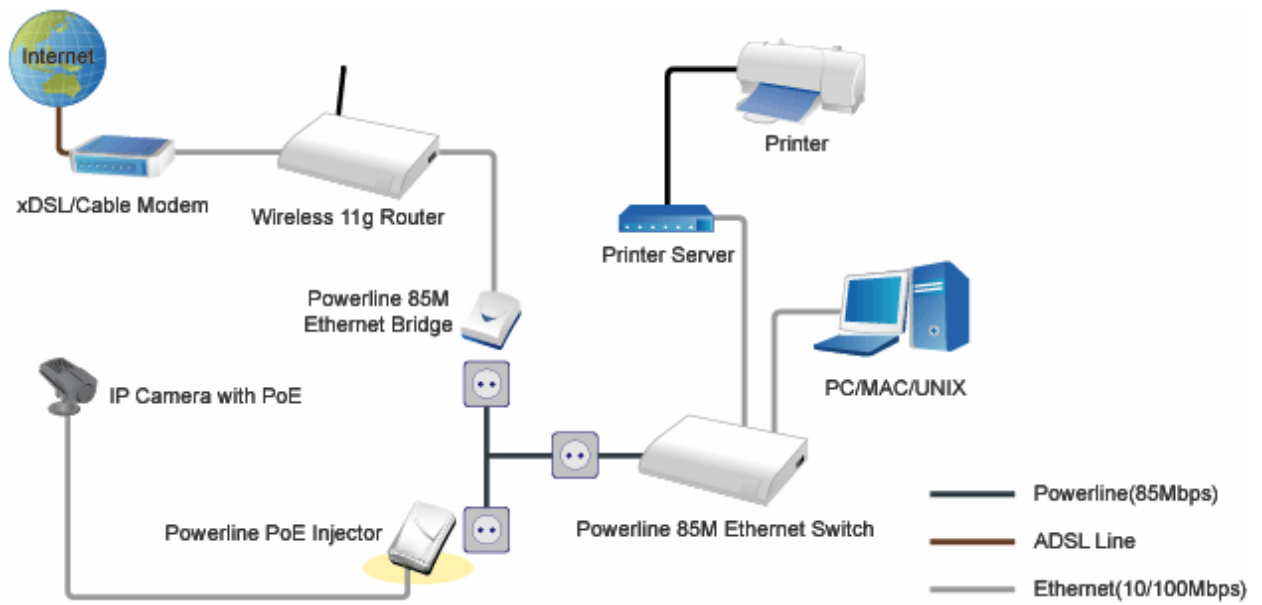 Internet
xDSL/Cable Modem
Wireless 11g Router
Printer
Printer Server
Powerline 85M
Ethernet Bridge
PC/MAC/UNIX
IP Camera with PoE
Powerline PoE Injector
Powerline 85M Ethernet Switch
Powerline(85Mbps)
ADSL Line
Ethernet(10/100Mbps)